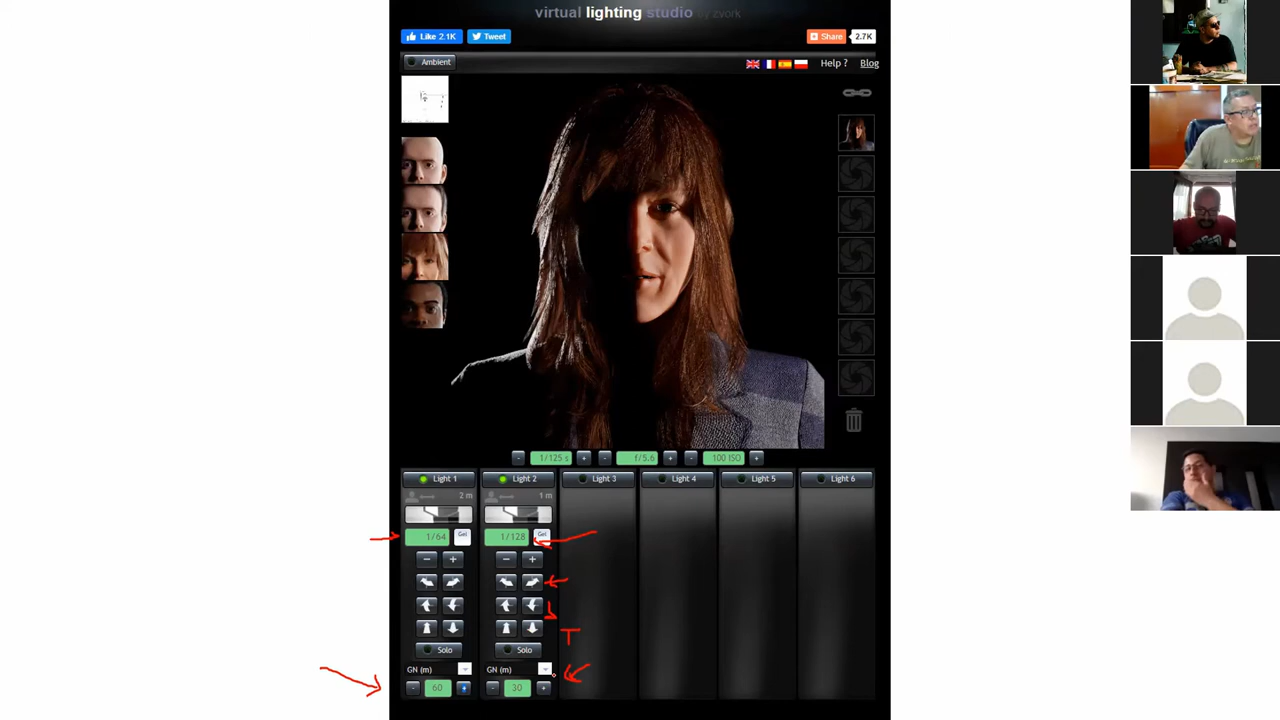 virtual lighting studio by zvork
Like 2.1K Tweet Share 2.7K
Ambient Help ? Blog
- 1/125 s + - f/5.6 + - 100 ISO +
Light 1 Light 2 Light 3 Light 4 Light 5 Light 6
2 m 1 m
1/64 Gel 1/128 Gel
- + - +
T
Solo Solo
GN (m) GN (m)
- 60 + - 30 +